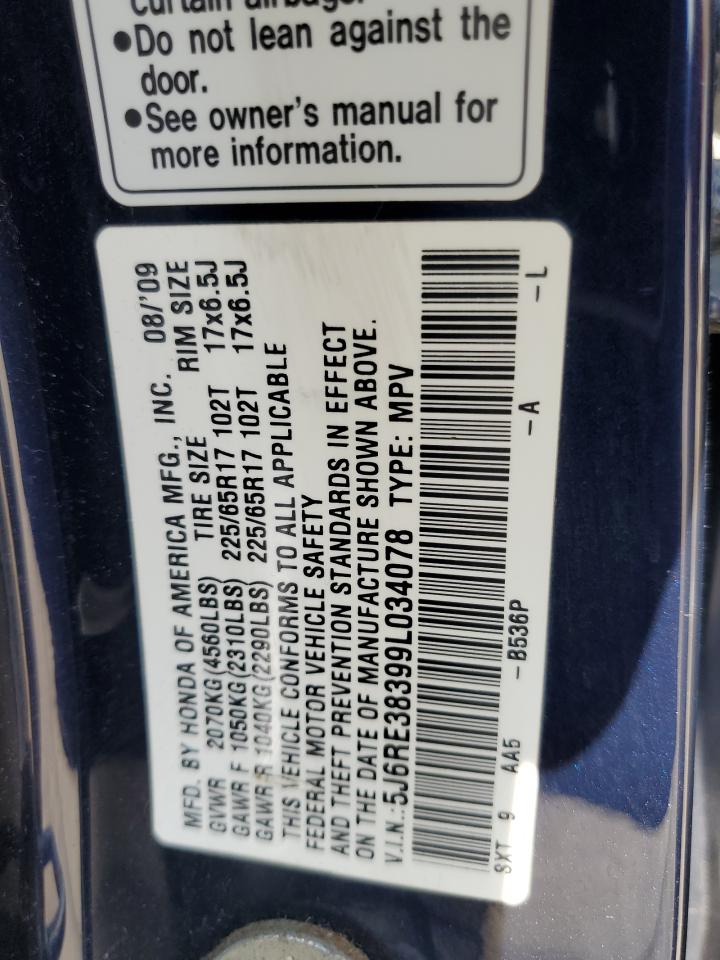 Curtain airbag.
●Do not lean against the
door.
●See owner's manual for
more information.
MFD. BY HONDA OF AMERICA MFG., INC. 08/'09
GVWR 2070KG(4560LBS) TIRE SIZE RIM SIZE
GAWR F 1050KG(2310LBS) 225/65R17 102T 17x6.5J
GAWR R 1040KG(2290LBS) 225/65R17 102T 17x6.5J
THIS VEHICLE CONFORMS TO ALL APPLICABLE
FEDERAL MOTOR VEHICLE SAFETY
AND THEFT PREVENTION STANDARDS IN EFFECT
ON THE DATE OF MANUFACTURE SHOWN ABOVE.
V.I.N.:5J6RE38399L034078 TYPE: MPV
SXT 9 AA5 -B536P -A -L